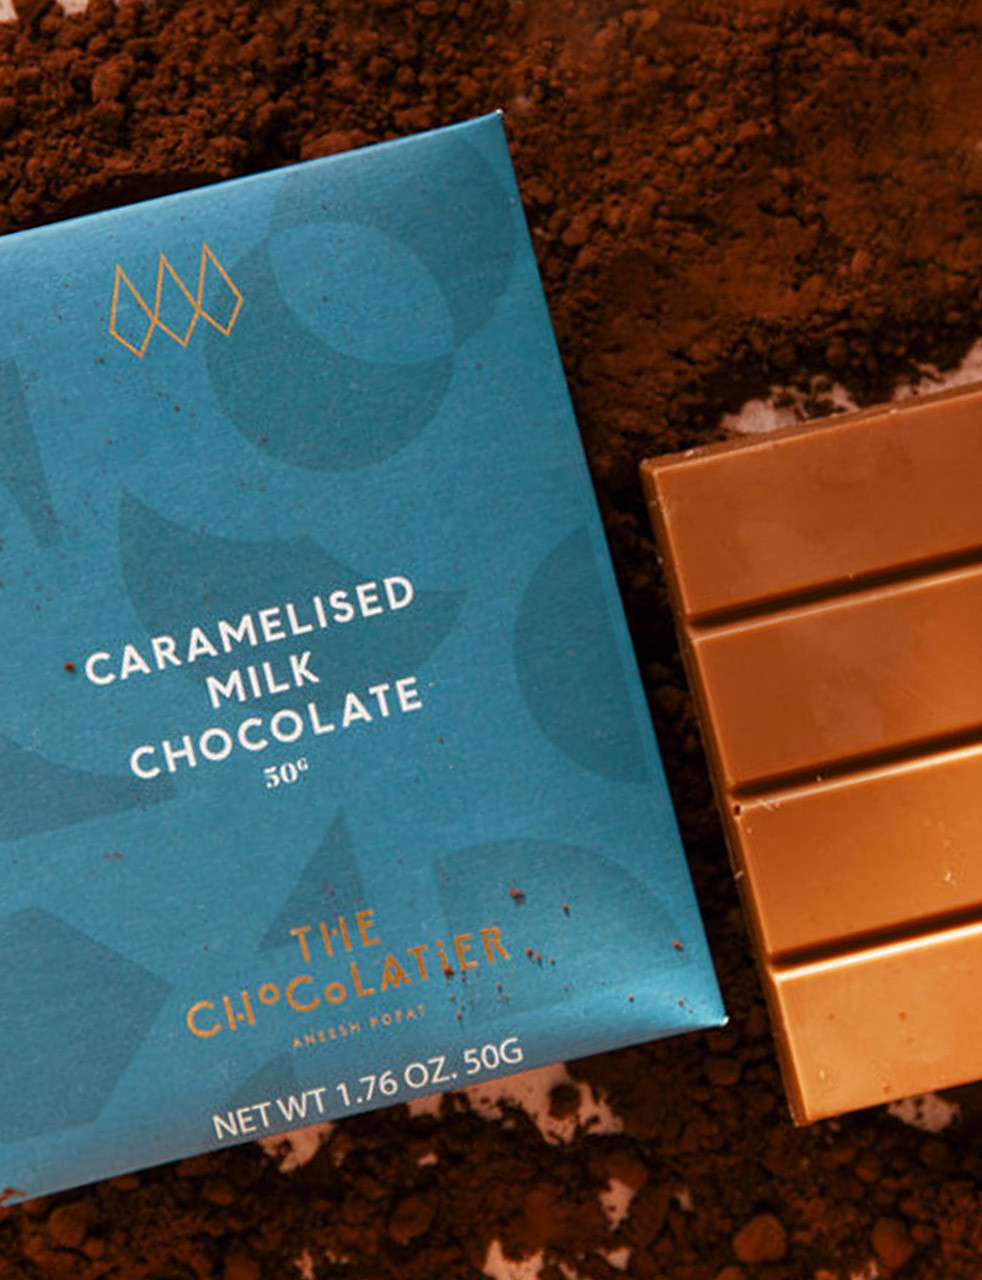 CARAMELISED
MILK
CHOCOLATE
50G
THE
CHOCOLATIER
ANEESH POPAT
NET WT 1.76 OZ. 50G